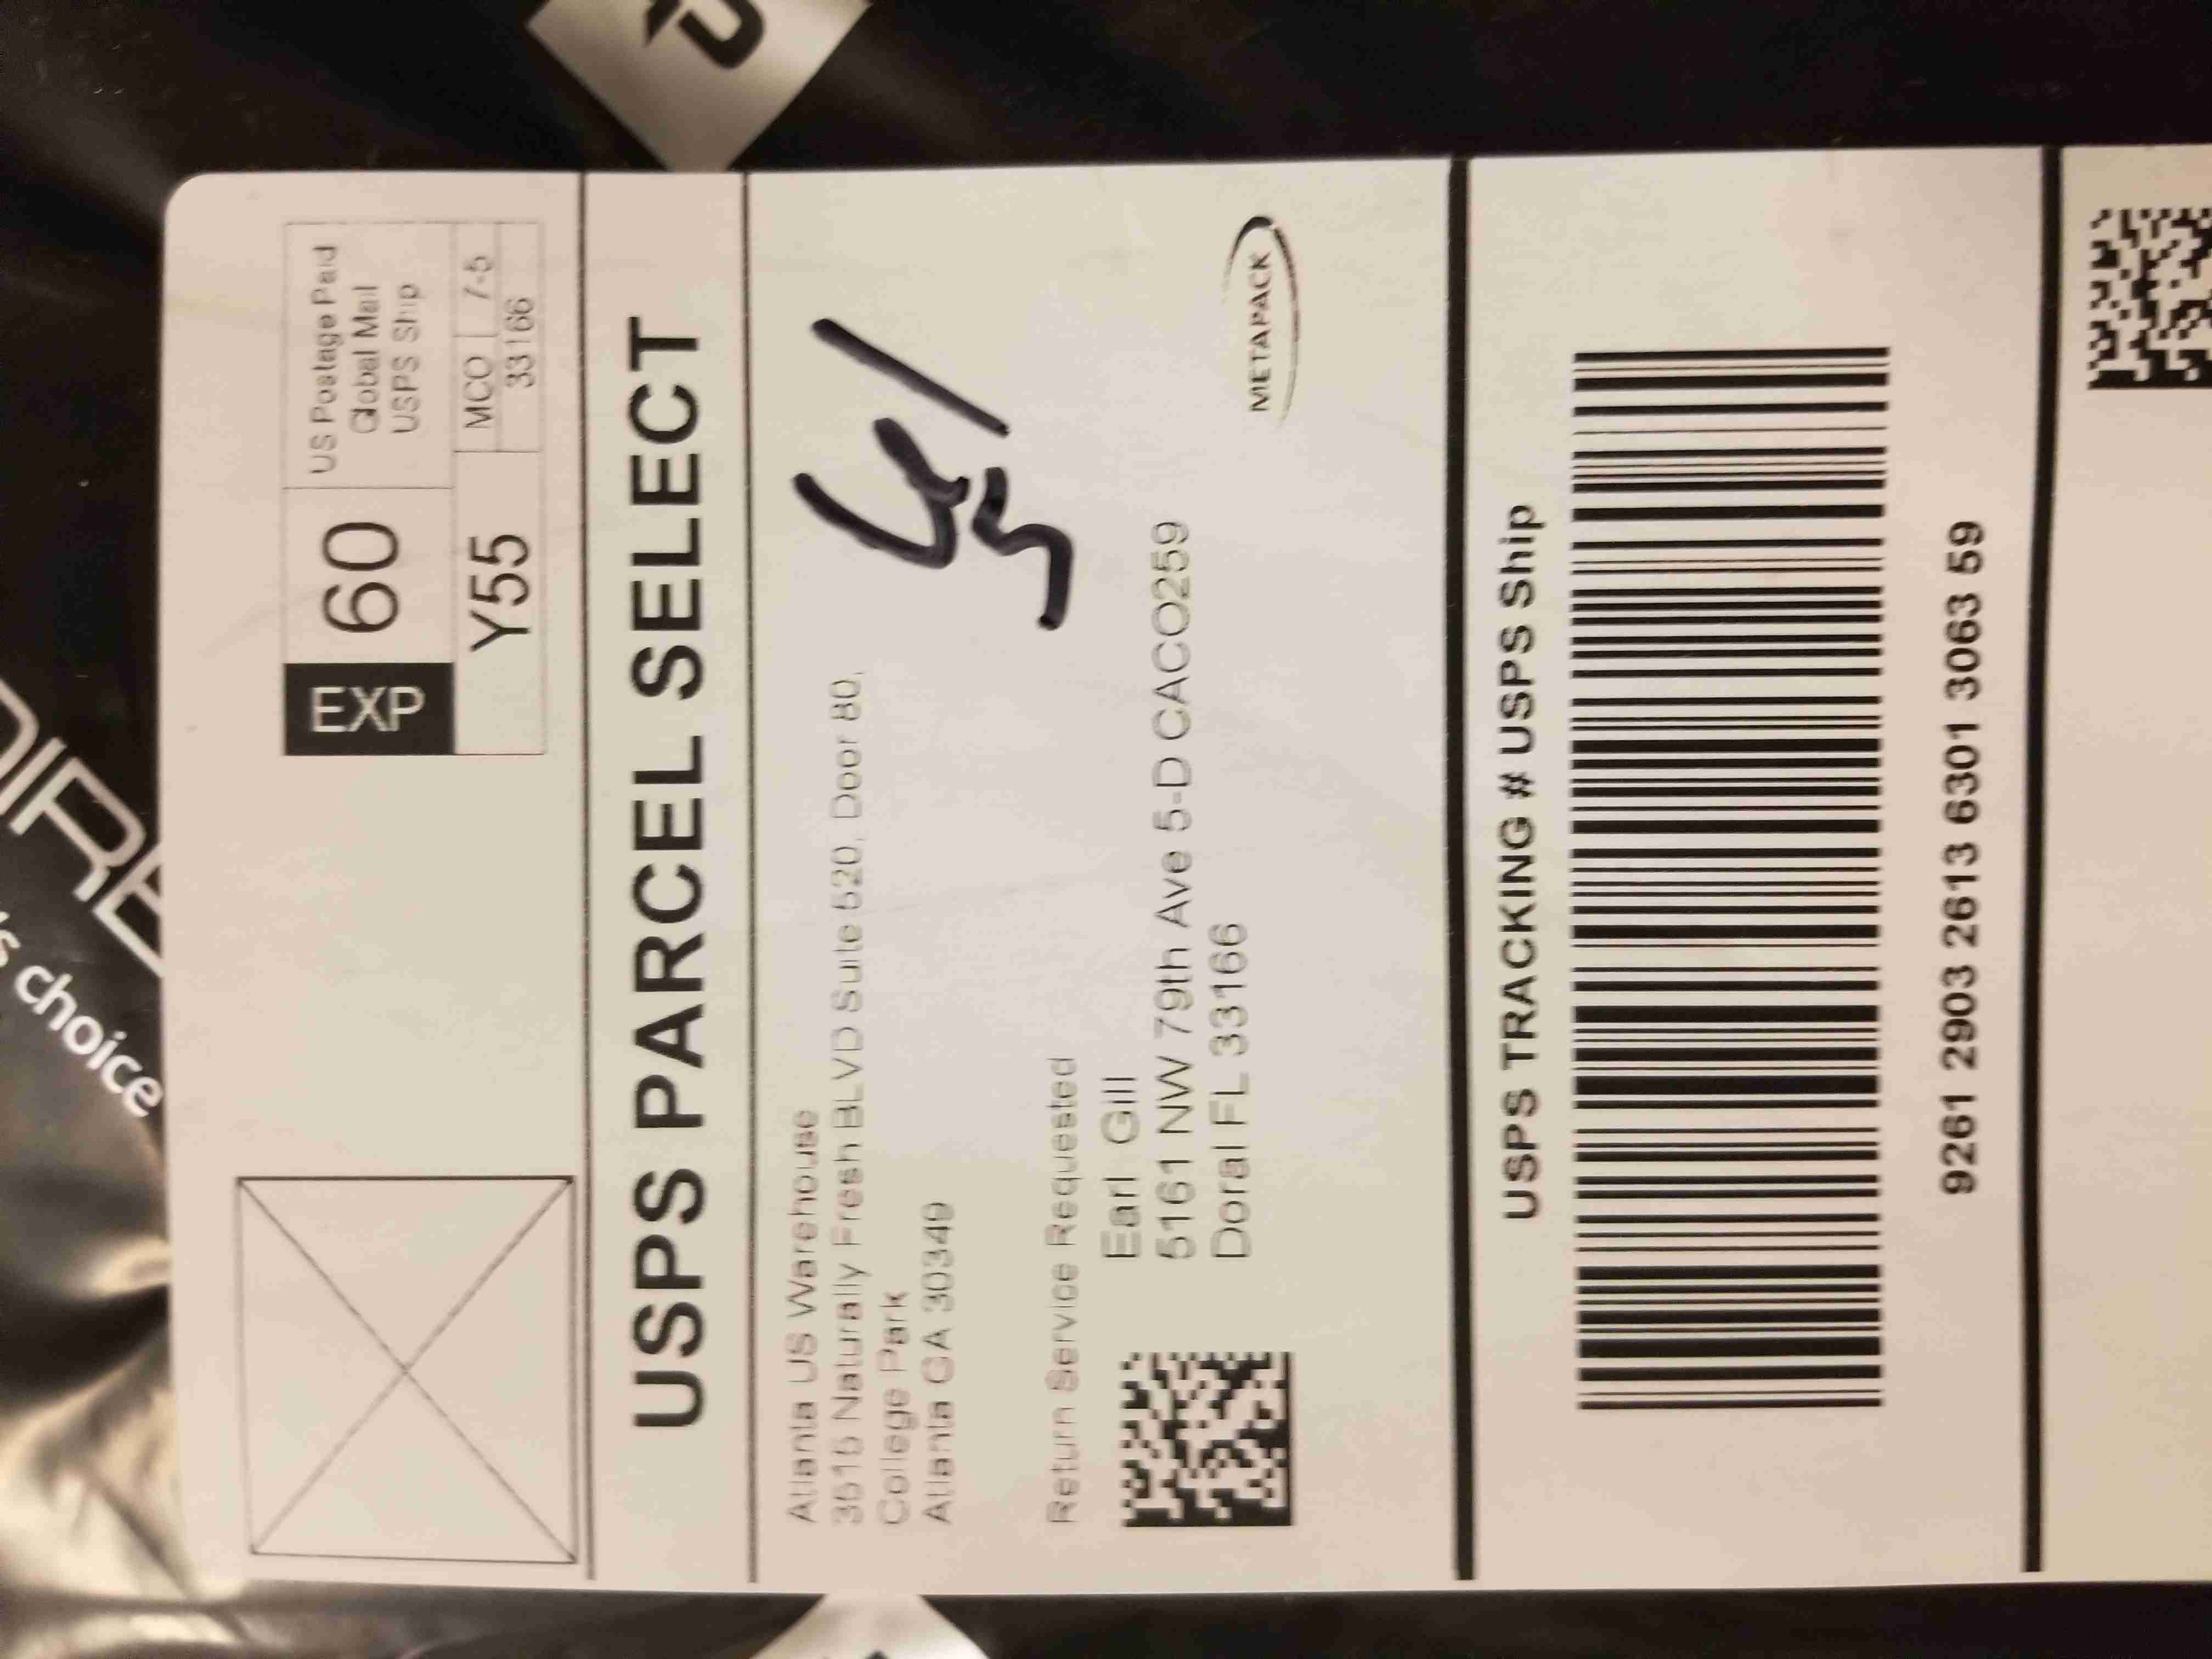 EXP
60
US Postage Paid
Global Mail
USPS Ship
Y55
MCO
7-5
33166
USPS PARCEL SELECT
Atlanta US Warehouse
3515 Naturally Fresh BLVD Suite 520, Door 80,
College Park
Atlanta GA 30349
Return Service Requested
Earl Gill
5161 NW 79th Ave 5-D CACO259
Doral FL 33166
METAPACK
USPS TRACKING # USPS Ship
9261 2903 2613 6301 3063 59
choice